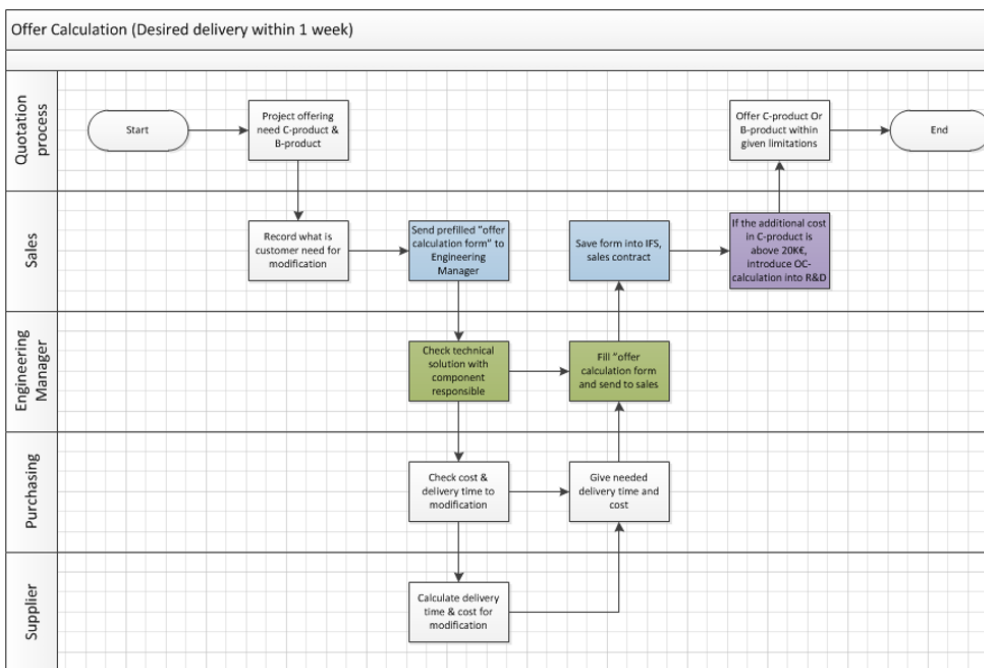 Offer Calculation (Desired delivery within 1 week)
Quotation
process
Start
Project offering
need C-product &
B-product
Offer C-product Or
B-product within
given limitations
End
Sales
Record what is
customer need for
modification
Send prefilled “offer
calculation form” to
Engineering
Manager
Save form into IFS,
sales contract
If the additional cost
in C-product is
above 20K€,
introduce OC-
calculation into R&D
Engineering
Manager
Check technical
solution with
component
responsible
Fill “offer
calculation form
and send to sales
Purchasing
Check cost &
delivery time to
modification
Give needed
delivery time and
cost
Supplier
Calculate delivery
time & cost for
modification